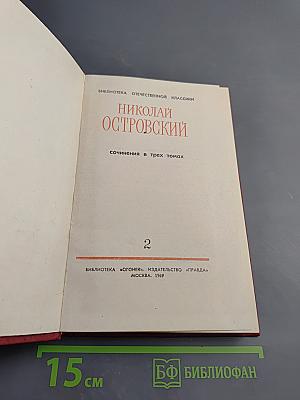 БИБЛИОТЕКА ОТЕЧЕСТВЕННОЙ КЛАССИКИ
НИКОЛАЙ
ОСТРОВСКИЙ
сочинения в трех томах
2
БИБЛИОТЕКА «ОГОНЕК». ИЗДАТЕЛЬСТВО «ПРАВДА»
МОСКВА. 1969
15 см
БФ БИБЛИОФАН